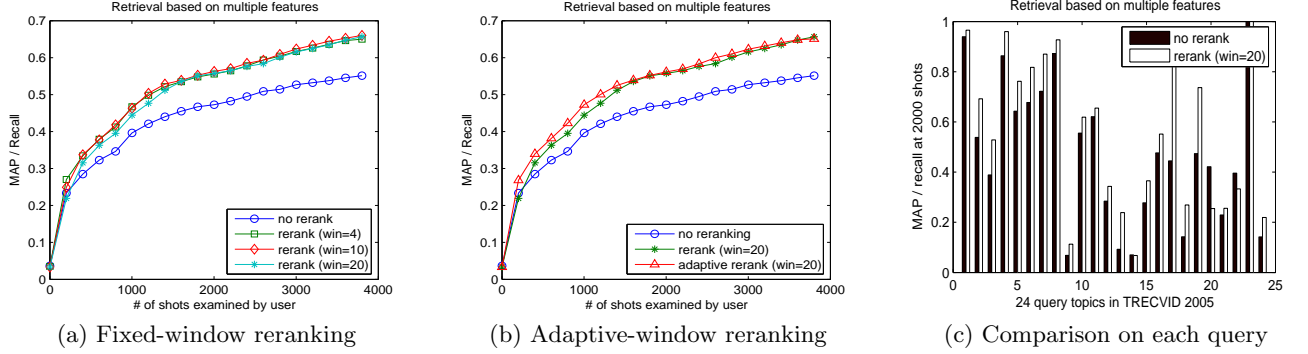 Retrieval based on multiple features
MAP / Recall
0.7
0.6
0.5
0.4
0.3
0.2
0.1
0
no rerank
rerank (win=4)
rerank (win=10)
rerank (win=20)
0 1000 2000 3000 4000
# of shots examined by user
(a) Fixed-window reranking
Retrieval based on multiple features
MAP / Recall
0.7
0.6
0.5
0.4
0.3
0.2
0.1
0
no reranking
rerank (win=20)
adaptive rerank (win=20)
0 1000 2000 3000 4000
# of shots examined by user
(b) Adaptive-window reranking
Retrieval based on multiple features
MAP / recall at 2000 shots
1
0.8
0.6
0.4
0.2
0
no rerank
rerank (win=20)
0 5 10 15 20 25
24 query topics in TRECVID 2005
(c) Comparison on each query